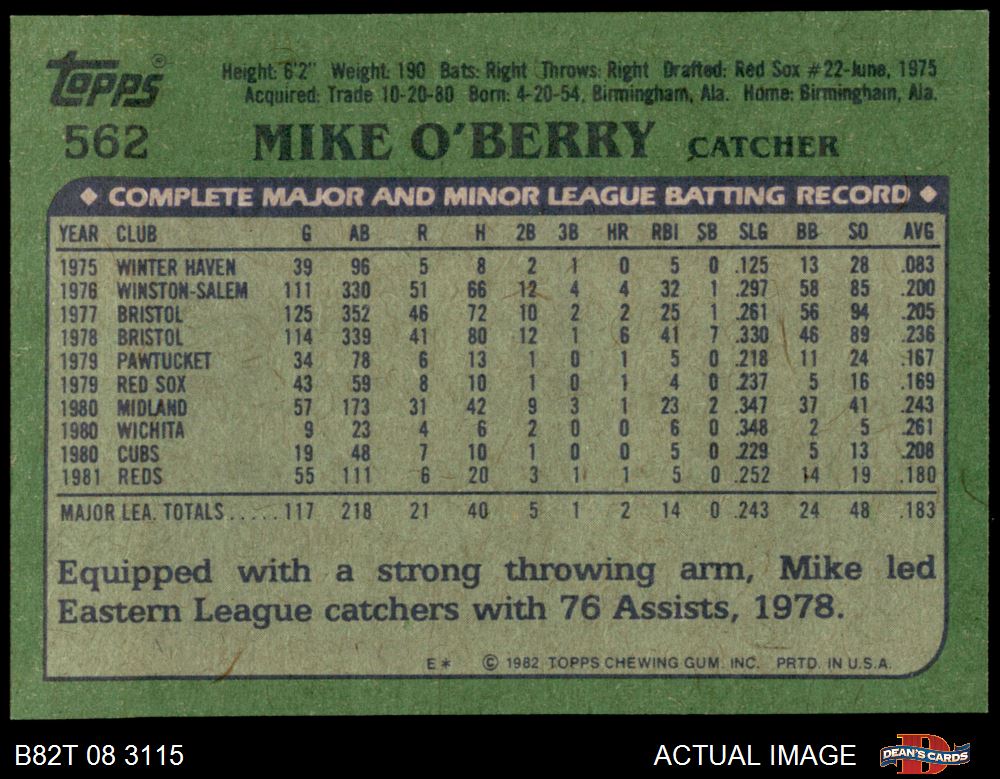 Topps®
Height: 6'2" Weight: 190 Bats: Right Throws: Right Drafted: Red Sox #22-June, 1975
Acquired: Trade 10-20-80 Born: 4-20-54, Birmingham, Ala. Home: Birmingham, Ala.
562 MIKE O'BERRY CATCHER
◆ COMPLETE MAJOR AND MINOR LEAGUE BATTING RECORD ◆
YEAR CLUB G AB R H 2B 3B HR RBI SB SLG BB SO AVG
1975 WINTER HAVEN 39 96 5 8 2 1 0 5 0 .125 13 28 .083
1976 WINSTON-SALEM 111 330 51 66 12 4 4 32 1 .297 58 85 .200
1977 BRISTOL 125 352 46 72 10 2 2 25 1 .261 56 94 .205
1978 BRISTOL 114 339 41 80 12 1 6 41 7 .330 46 89 .236
1979 PAWTUCKET 34 78 6 13 1 0 1 5 0 .218 11 24 .167
1979 RED SOX 43 59 8 10 1 0 1 4 0 .237 5 16 .169
1980 MIDLAND 57 173 31 42 9 3 1 23 2 .347 37 41 .243
1980 WICHITA 9 23 4 6 2 0 0 6 0 .348 2 5 .261
1980 CUBS 19 48 7 10 1 0 0 5 0 .229 5 13 .208
1981 REDS 55 111 6 20 3 1 1 5 0 .252 14 19 .180
MAJOR LEA. TOTALS.....117 218 21 40 5 1 2 14 0 .243 24 48 .183
Equipped with a strong throwing arm, Mike led
Eastern League catchers with 76 Assists, 1978.
E* © 1982 TOPPS CHEWING GUM. INC. PRTD. IN U.S.A.
B82T 08 3115 ACTUAL IMAGE DEAN'S CARDS